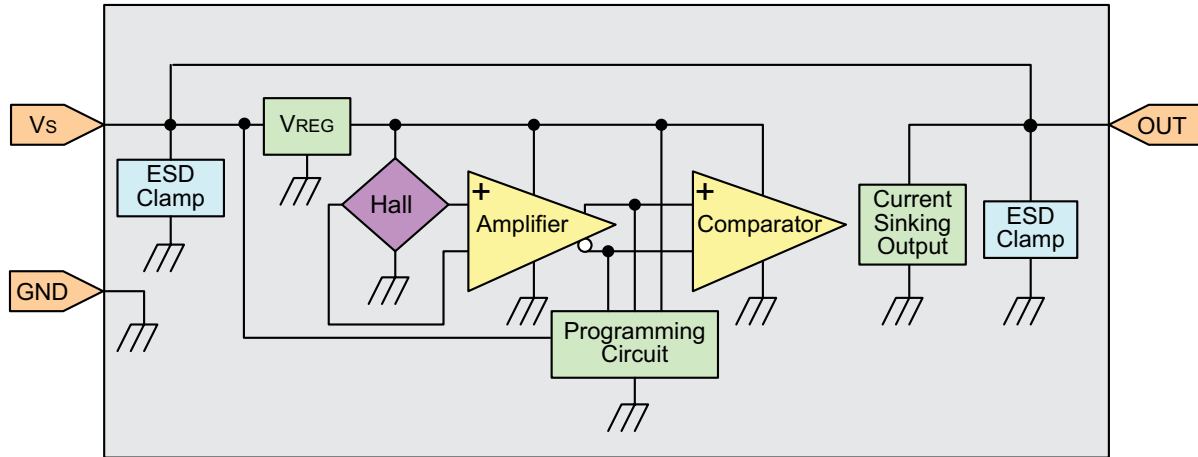 VS
VREG
OUT
ESD
Clamp
Hall
+
Amplifier
+
Comparator
Current
Sinking
Output
ESD
Clamp
GND
Programming
Circuit